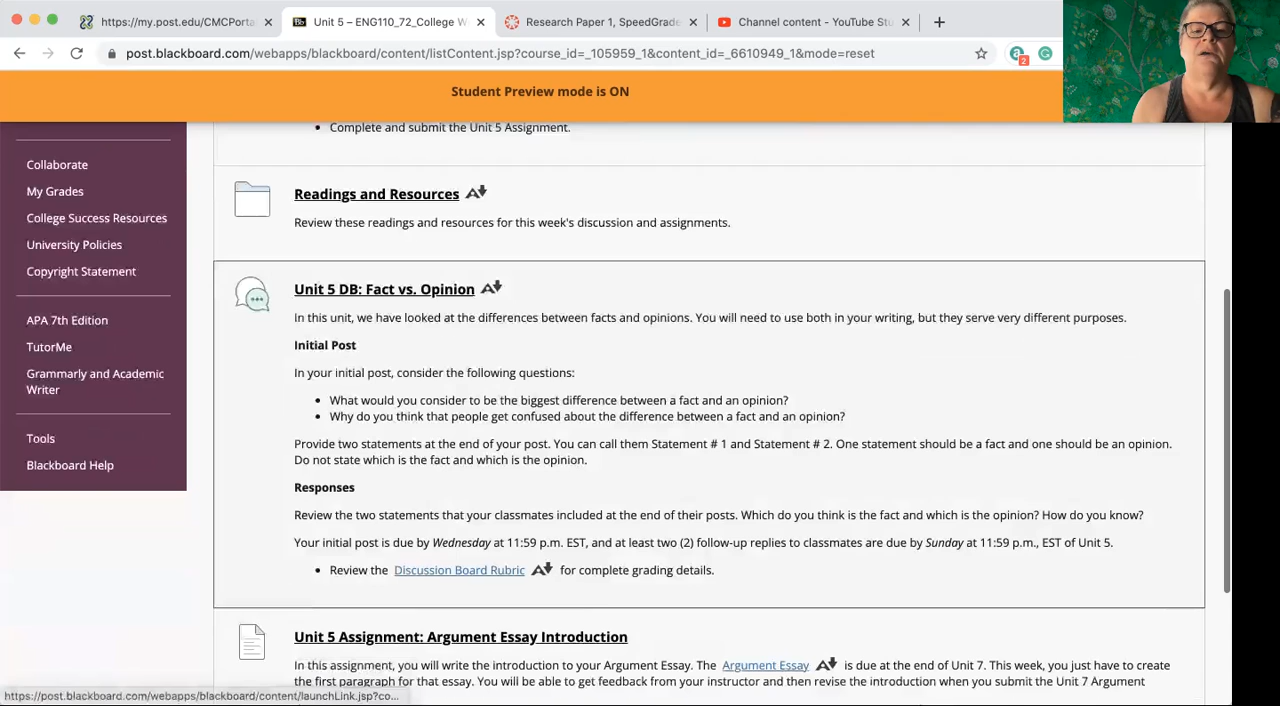 https://my.post.edu/CMCPortal
Unit 5 – ENG110_72_College W
Research Paper 1, SpeedGrade
Channel content - YouTube Stu
post.blackboard.com/webapps/blackboard/content/listContent.jsp?course_id=_105959_1&content_id=_6610949_1&mode=reset
2
Student Preview mode is ON
Collaborate
My Grades
College Success Resources
University Policies
Copyright Statement
APA 7th Edition
TutorMe
Grammarly and Academic
Writer
Tools
Blackboard Help
• Complete and submit the Unit 5 Assignment.
Readings and Resources
Review these readings and resources for this week's discussion and assignments.
Unit 5 DB: Fact vs. Opinion
In this unit, we have looked at the differences between facts and opinions. You will need to use both in your writing, but they serve very different purposes.
Initial Post
In your initial post, consider the following questions:
• What would you consider to be the biggest difference between a fact and an opinion?
• Why do you think that people get confused about the difference between a fact and an opinion?
Provide two statements at the end of your post. You can call them Statement # 1 and Statement # 2. One statement should be a fact and one should be an opinion.
Do not state which is the fact and which is the opinion.
Responses
Review the two statements that your classmates included at the end of their posts. Which do you think is the fact and which is the opinion? How do you know?
Your initial post is due by Wednesday at 11:59 p.m. EST, and at least two (2) follow-up replies to classmates are due by Sunday at 11:59 p.m., EST of Unit 5.
• Review the Discussion Board Rubric for complete grading details.
Unit 5 Assignment: Argument Essay Introduction
In this assignment, you will write the introduction to your Argument Essay. The Argument Essay is due at the end of Unit 7. This week, you just have to create
the first paragraph for that essay. You will be able to get feedback from your instructor and then revise the introduction when you submit the Unit 7 Argument
https://post.blackboard.com/webapps/blackboard/content/launchLink.jsp?co...